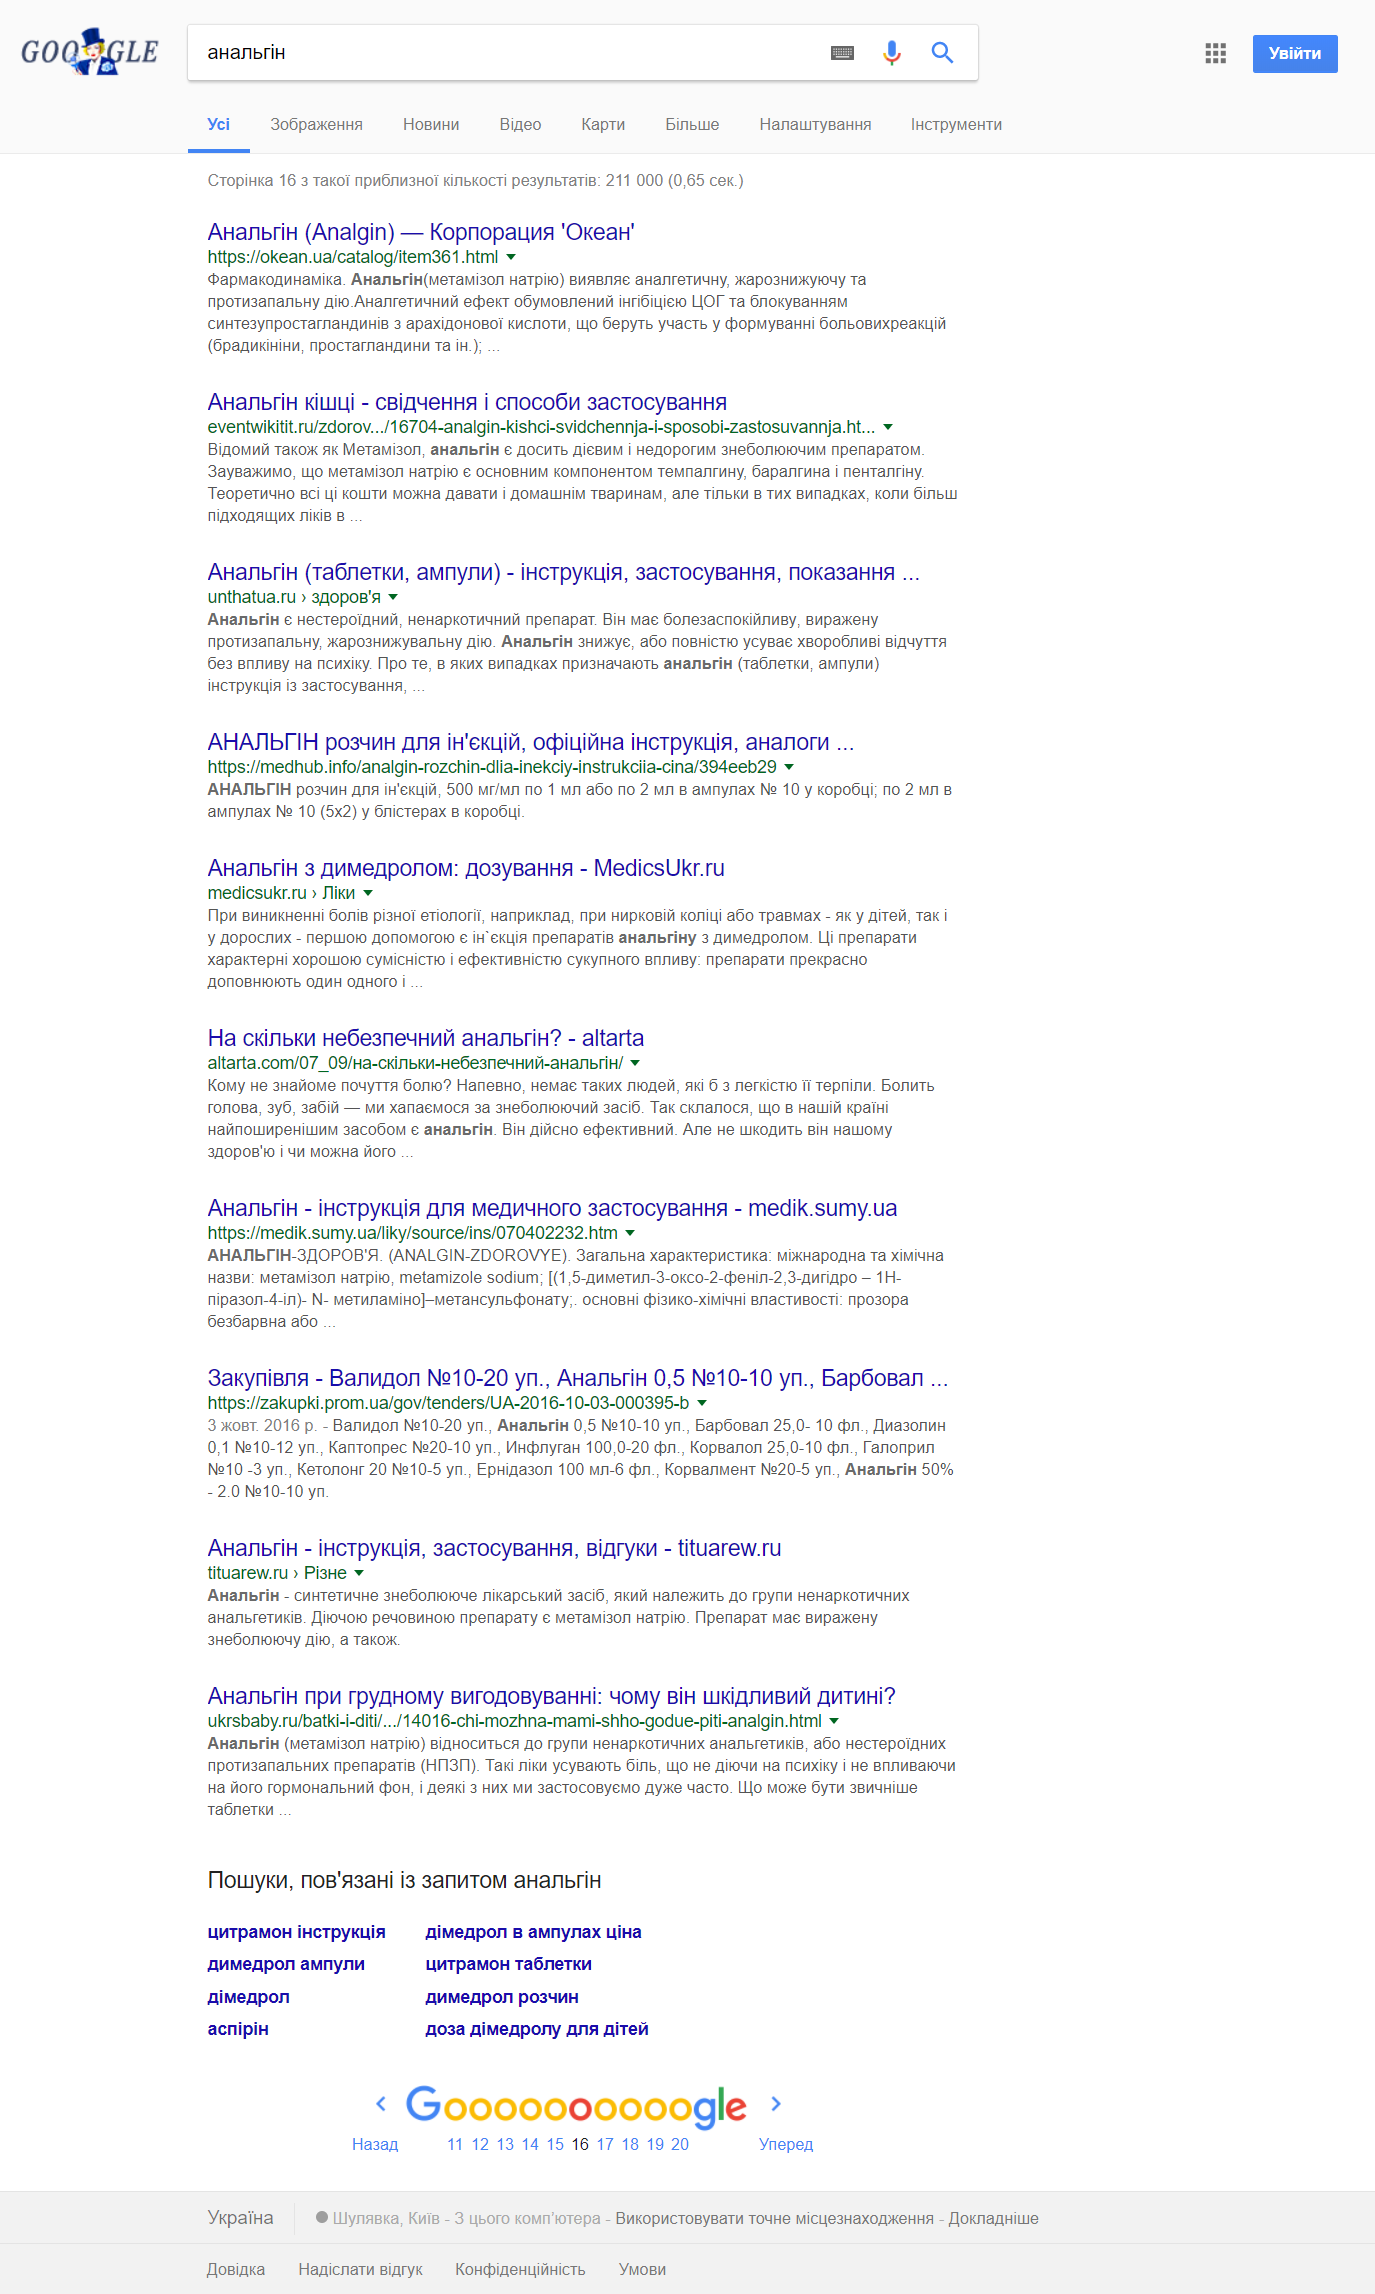 GOOGLE
анальгін
Увійти
Усі Зображення Новини Відео Карти Більше Налаштування Інструменти
Сторінка 16 з такої приблизної кількості результатів: 211 000 (0,65 сек.)
Анальгін (Analgin) — Корпорация 'Океан'
https://okean.ua/catalog/item361.html
Фармакодинаміка. Анальгін(метамізол натрію) виявляє аналгетичну, жарознижуючу та
протизапальну дію.Аналгетичний ефект обумовлений інгібіцією ЦОГ та блокуванням
синтезупростагландинів з арахідонової кислоти, що беруть участь у формуванні больовихреакцій
(брадикініни, простагландини та ін.); ...
Анальгін кішці - свідчення і способи застосування
eventwikitit.ru/zdorov.../16704-analgin-kishci-svidchennja-i-sposobi-zastosuvannja.ht...
Відомий також як Метамізол, анальгін є досить дієвим і недорогим знеболюючим препаратом.
Зауважимо, що метамізол натрію є основним компонентом темпалгину, баралгина і пенталгіну.
Теоретично всі ці кошти можна давати і домашнім тваринам, але тільки в тих випадках, коли більш
підходящих ліків в ...
Анальгін (таблетки, ампули) - інструкція, застосування, показання ...
unthatua.ru › здоров'я
Анальгін є нестероїдний, ненаркотичний препарат. Він має болезаспокійливу, виражену
протизапальну, жарознижувальну дію. Анальгін знижує, або повністю усуває хворобливі відчуття
без впливу на психіку. Про те, в яких випадках призначають анальгін (таблетки, ампули)
інструкція із застосування, ...
АНАЛЬГІН розчин для ін'єкцій, офіційна інструкція, аналоги ...
https://medhub.info/analgin-rozchin-dlia-inekciy-instrukciia-cina/394eeb29
АНАЛЬГІН розчин для ін'єкцій, 500 мг/мл по 1 мл або по 2 мл в ампулах № 10 у коробці; по 2 мл в
ампулах № 10 (5х2) у блістерах в коробці.
Анальгін з димедролом: дозування - MedicsUkr.ru
medicsukr.ru › Ліки
При виникненні болів різної етіології, наприклад, при нирковій коліці або травмах - як у дітей, так і
у дорослих - першою допомогою є ін`єкція препаратів анальгіну з димедролом. Ці препарати
характерні хорошою сумісністю і ефективністю сукупного впливу: препарати прекрасно
доповнюють один одного і ...
На скільки небезпечний анальгін? - altarta
altarta.com/07_09/на-скільки-небезпечний-анальгін/
Кому не знайоме почуття болю? Напевно, немає таких людей, які б з легкістю її терпіли. Болить
голова, зуб, забій — ми хапаємося за знеболюючий засіб. Так склалося, що в нашій країні
найпоширенішим засобом є анальгін. Він дійсно ефективний. Але не шкодить він нашому
здоров'ю і чи можна його ...
Анальгін - інструкція для медичного застосування - medik.sumy.ua
https://medik.sumy.ua/liky/source/ins/070402232.htm
АНАЛЬГІН-ЗДОРОВ'Я. (ANALGIN-ZDOROVYE). Загальна характеристика: міжнародна та хімічна
назви: метамізол натрію, metamizole sodium; [(1,5-диметил-3-оксо-2-феніл-2,3-дигідро – 1Н-
піразол-4-іл)- N- метиламіно]–метансульфонату;. основні фізико-хімічні властивості: прозора
безбарвна або ...
Закупівля - Валидол №10-20 уп., Анальгін 0,5 №10-10 уп., Барбовал ...
https://zakupki.prom.ua/gov/tenders/UA-2016-10-03-000395-b
3 жовт. 2016 р. - Валидол №10-20 уп., Анальгін 0,5 №10-10 уп., Барбовал 25,0- 10 фл., Диазолин
0,1 №10-12 уп., Каптопрес №20-10 уп., Инфлуган 100,0-20 фл., Корвалол 25,0-10 фл., Галоприл
№10 -3 уп., Кетолонг 20 №10-5 уп., Ернідазол 100 мл-6 фл., Корвалмент №20-5 уп., Анальгін 50%
- 2.0 №10-10 уп.
Анальгін - інструкція, застосування, відгуки - tituarew.ru
tituarew.ru › Різне
Анальгін - синтетичне знеболююче лікарський засіб, який належить до групи ненаркотичних
анальгетиків. Діючою речовиною препарату є метамізол натрію. Препарат має виражену
знеболюючу дію, а також.
Анальгін при грудному вигодовуванні: чому він шкідливий дитині?
ukrsbaby.ru/batki-i-diti/.../14016-chi-mozhna-mami-shho-godue-piti-analgin.html
Анальгін (метамізол натрію) відноситься до групи ненаркотичних анальгетиків, або нестероїдних
протизапальних препаратів (НПЗП). Такі ліки усувають біль, що не діючи на психіку і не впливаючи
на його гормональний фон, і деякі з них ми застосовуємо дуже часто. Що може бути звичніше
таблетки ...
Пошуки, пов'язані із запитом анальгін
цитрамон інструкція дімедрол в ампулах ціна
димедрол ампули цитрамон таблетки
дімедрол димедрол розчин
аспірін доза дімедролу для дітей
Goooooooooogle
Назад 11 12 13 14 15 16 17 18 19 20 Уперед
Україна Шулявка, Київ - З цього комп'ютера - Використовувати точне місцезнаходження - Докладніше
Довідка Надіслати відгук Конфіденційність Умови